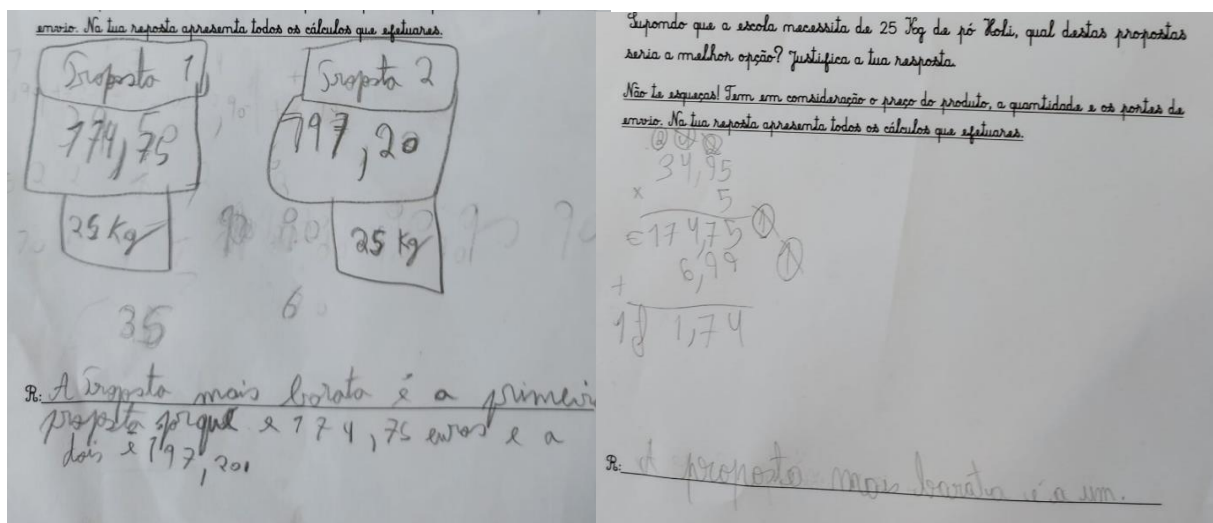 envio. Na tua resposta apresenta todos os cálculos que efetuares.
Proposta 1
174,75
25 Kg
Proposta 2
197,20
25 Kg
35
6
R: A Proposta mais barata é a primeir
proposta porque e 174,75 euros e a
dois é 197,20.
Supondo que a escola necessita de 25 Kg de pó Holi, qual destas propostas
seria a melhor opção? Justifica a tua resposta.
Não te esqueças! Tem em consideração o preço do produto, a quantidade e os portes de
envio. Na tua resposta apresenta todos os cálculos que efetuares.
34,95
x 5
€174,75 1
6,99 1
+
181,74
R: A proposta mais barata é a um.